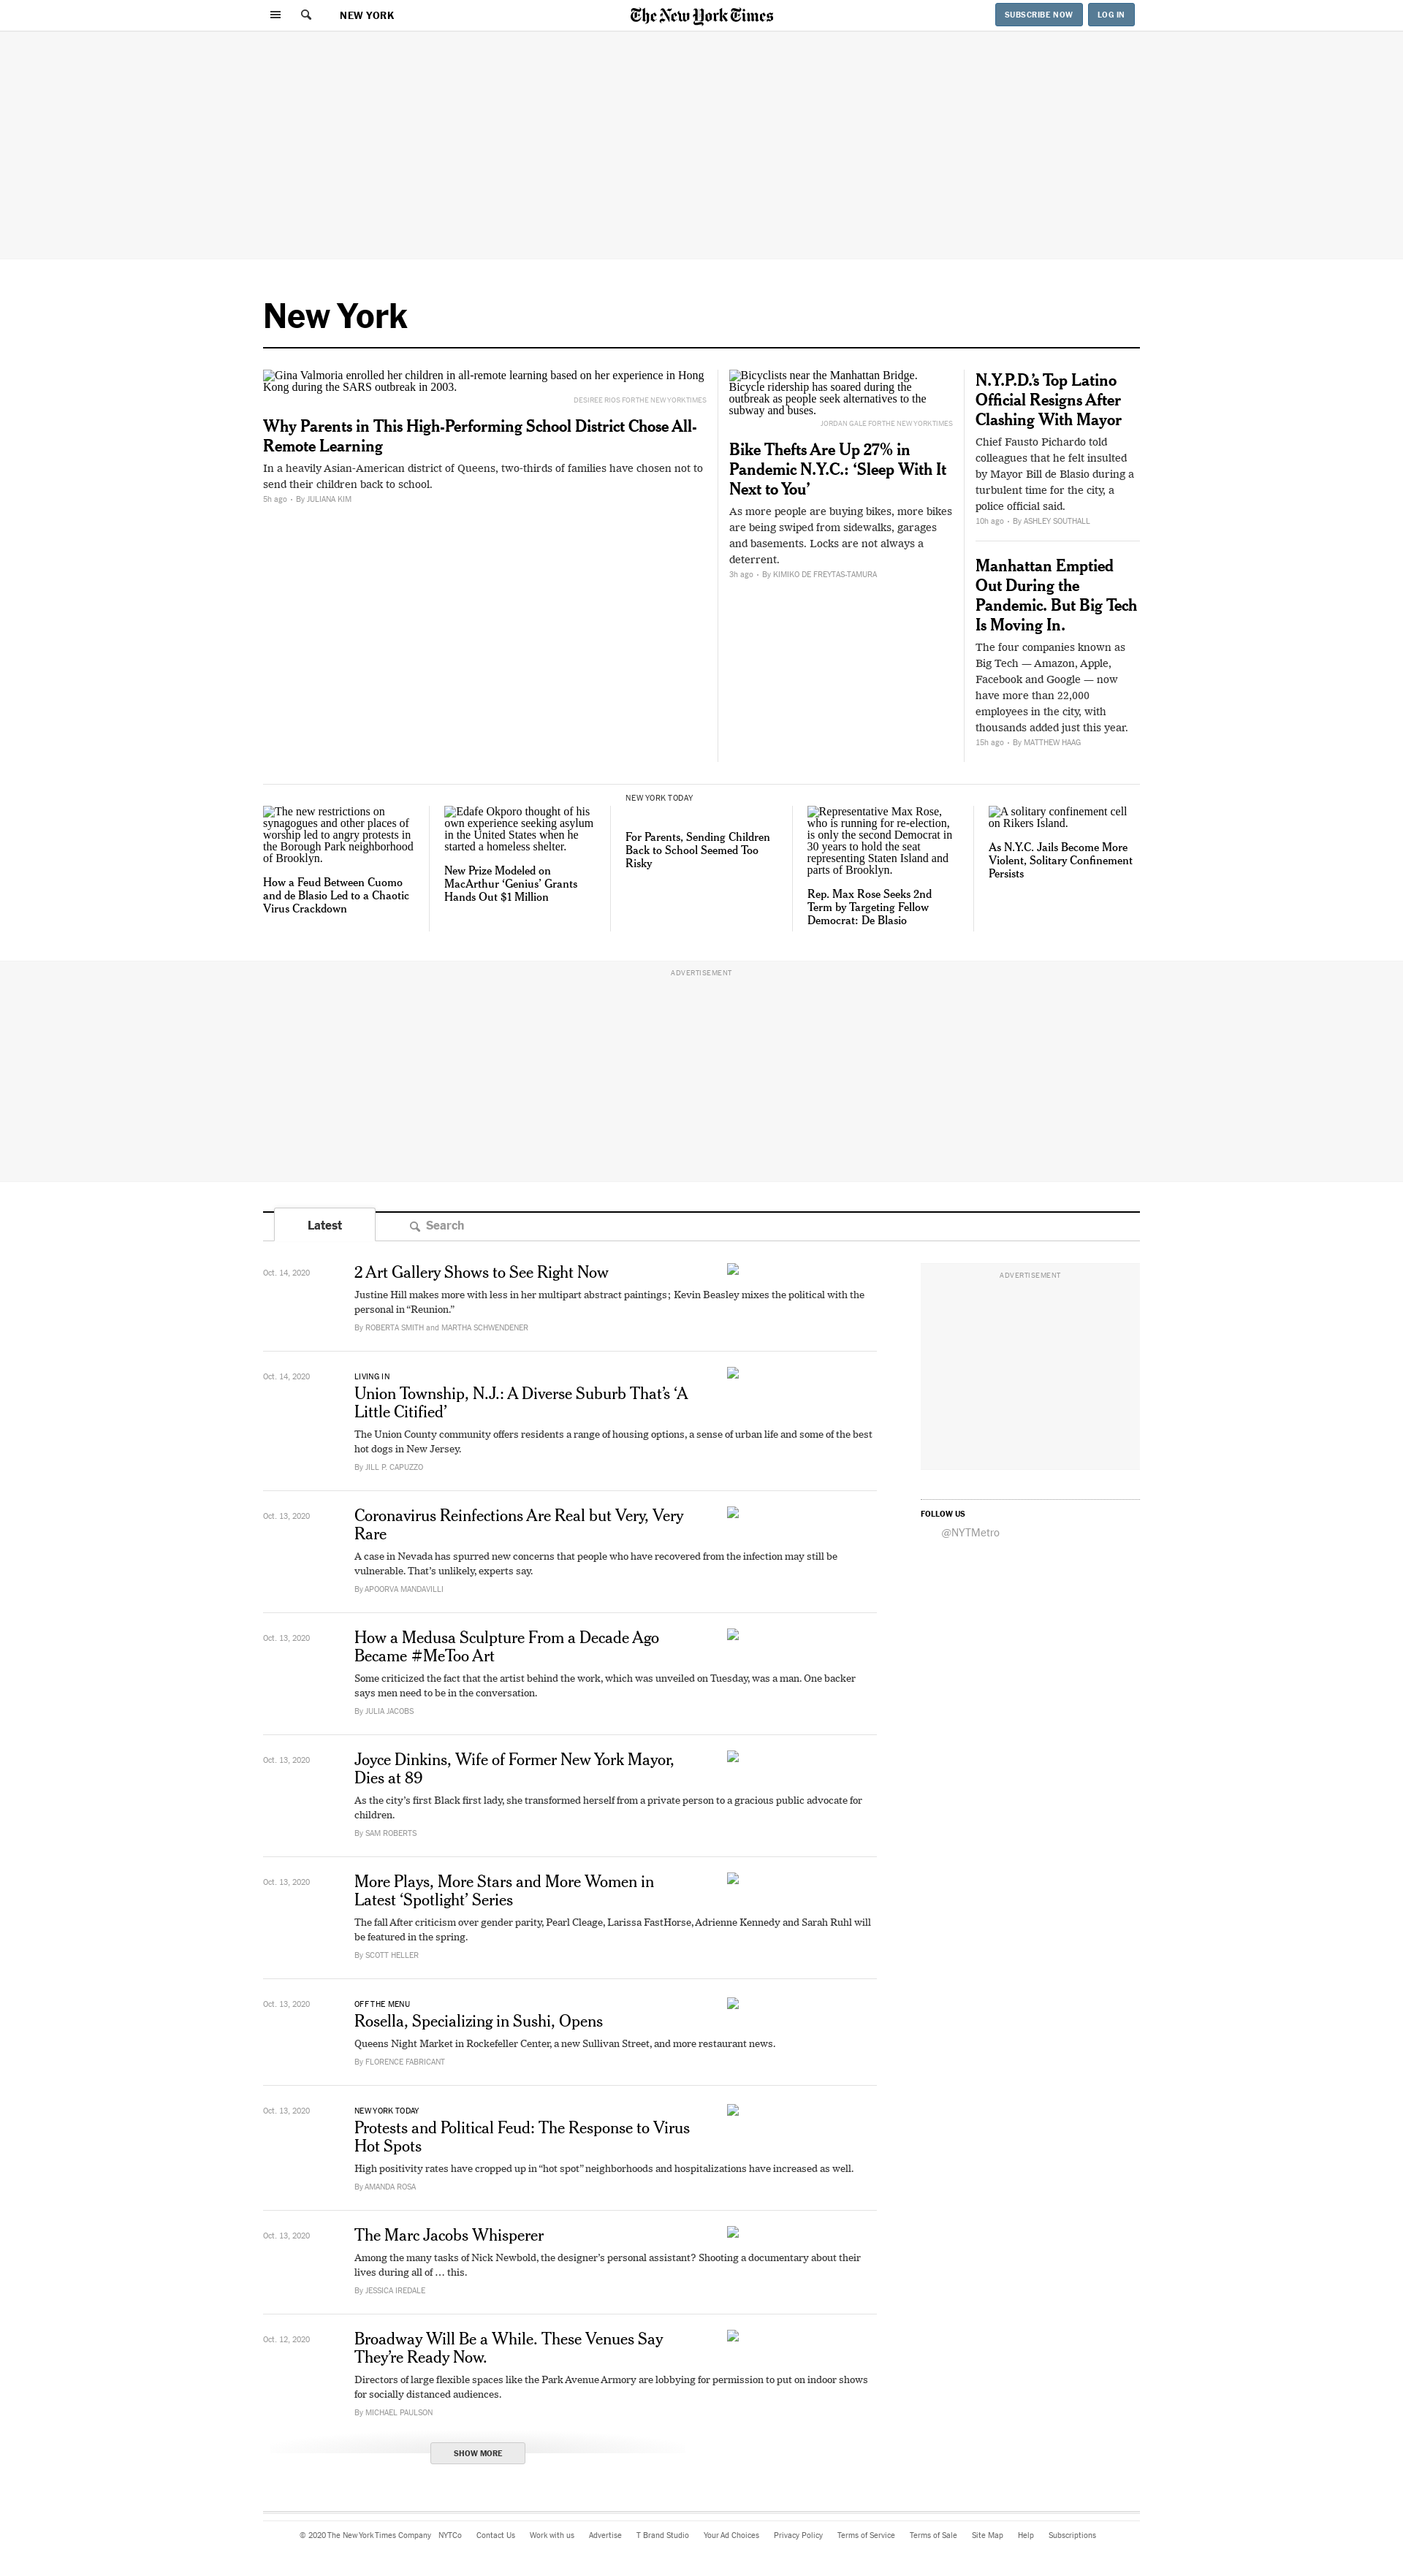 NEW YORK
The New York Times
SUBSCRIBE NOW
LOG IN
New York
Gina Valmoria enrolled her children in all-remote learning based on her experience in Hong
Kong during the SARS outbreak in 2003.
DESIREE RIOS FOR THE NEW YORK TIMES
Why Parents in This High-Performing School District Chose All-
Remote Learning
In a heavily Asian-American district of Queens, two-thirds of families have chosen not to
send their children back to school.
5h ago • By JULIANA KIM
Bicyclists near the Manhattan Bridge.
Bicycle ridership has soared during the
outbreak as people seek alternatives to the
subway and buses.
JORDAN GALE FOR THE NEW YORK TIMES
Bike Thefts Are Up 27% in
Pandemic N.Y.C.: ‘Sleep With It
Next to You’
As more people are buying bikes, more bikes
are being swiped from sidewalks, garages
and basements. Locks are not always a
deterrent.
3h ago • By KIMIKO DE FREYTAS-TAMURA
N.Y.P.D.’s Top Latino
Official Resigns After
Clashing With Mayor
Chief Fausto Pichardo told
colleagues that he felt insulted
by Mayor Bill de Blasio during a
turbulent time for the city, a
police official said.
10h ago • By ASHLEY SOUTHALL
Manhattan Emptied
Out During the
Pandemic. But Big Tech
Is Moving In.
The four companies known as
Big Tech — Amazon, Apple,
Facebook and Google — now
have more than 22,000
employees in the city, with
thousands added just this year.
15h ago • By MATTHEW HAAG
The new restrictions on
synagogues and other places of
worship led to angry protests in
the Borough Park neighborhood
of Brooklyn.
How a Feud Between Cuomo
and de Blasio Led to a Chaotic
Virus Crackdown
Edafe Okporo thought of his
own experience seeking asylum
in the United States when he
started a homeless shelter.
New Prize Modeled on
MacArthur ‘Genius’ Grants
Hands Out $1 Million
NEW YORK TODAY
For Parents, Sending Children
Back to School Seemed Too
Risky
Representative Max Rose,
who is running for re-election,
is only the second Democrat in
30 years to hold the seat
representing Staten Island and
parts of Brooklyn.
Rep. Max Rose Seeks 2nd
Term by Targeting Fellow
Democrat: De Blasio
A solitary confinement cell
on Rikers Island.
As N.Y.C. Jails Become More
Violent, Solitary Confinement
Persists
ADVERTISEMENT
Latest
Search
Oct. 14, 2020
2 Art Gallery Shows to See Right Now
Justine Hill makes more with less in her multipart abstract paintings; Kevin Beasley mixes the political with the
personal in “Reunion.”
By ROBERTA SMITH and MARTHA SCHWENDENER
Oct. 14, 2020
LIVING IN
Union Township, N.J.: A Diverse Suburb That’s ‘A
Little Citified’
The Union County community offers residents a range of housing options, a sense of urban life and some of the best
hot dogs in New Jersey.
By JILL P. CAPUZZO
Oct. 13, 2020
Coronavirus Reinfections Are Real but Very, Very
Rare
A case in Nevada has spurred new concerns that people who have recovered from the infection may still be
vulnerable. That’s unlikely, experts say.
By APOORVA MANDAVILLI
Oct. 13, 2020
How a Medusa Sculpture From a Decade Ago
Became #MeToo Art
Some criticized the fact that the artist behind the work, which was unveiled on Tuesday, was a man. One backer
says men need to be in the conversation.
By JULIA JACOBS
Oct. 13, 2020
Joyce Dinkins, Wife of Former New York Mayor,
Dies at 89
As the city’s first Black first lady, she transformed herself from a private person to a gracious public advocate for
children.
By SAM ROBERTS
Oct. 13, 2020
More Plays, More Stars and More Women in
Latest ‘Spotlight’ Series
The fall After criticism over gender parity, Pearl Cleage, Larissa FastHorse, Adrienne Kennedy and Sarah Ruhl will
be featured in the spring.
By SCOTT HELLER
Oct. 13, 2020
OFF THE MENU
Rosella, Specializing in Sushi, Opens
Queens Night Market in Rockefeller Center, a new Sullivan Street, and more restaurant news.
By FLORENCE FABRICANT
Oct. 13, 2020
NEW YORK TODAY
Protests and Political Feud: The Response to Virus
Hot Spots
High positivity rates have cropped up in “hot spot” neighborhoods and hospitalizations have increased as well.
By AMANDA ROSA
Oct. 13, 2020
The Marc Jacobs Whisperer
Among the many tasks of Nick Newbold, the designer’s personal assistant? Shooting a documentary about their
lives during all of … this.
By JESSICA IREDALE
Oct. 12, 2020
Broadway Will Be a While. These Venues Say
They’re Ready Now.
Directors of large flexible spaces like the Park Avenue Armory are lobbying for permission to put on indoor shows
for socially distanced audiences.
By MICHAEL PAULSON
SHOW MORE
ADVERTISEMENT
FOLLOW US
@NYTMetro
© 2020 The New York Times Company NYTCo Contact Us Work with us Advertise T Brand Studio Your Ad Choices Privacy Policy Terms of Service Terms of Sale Site Map Help Subscriptions